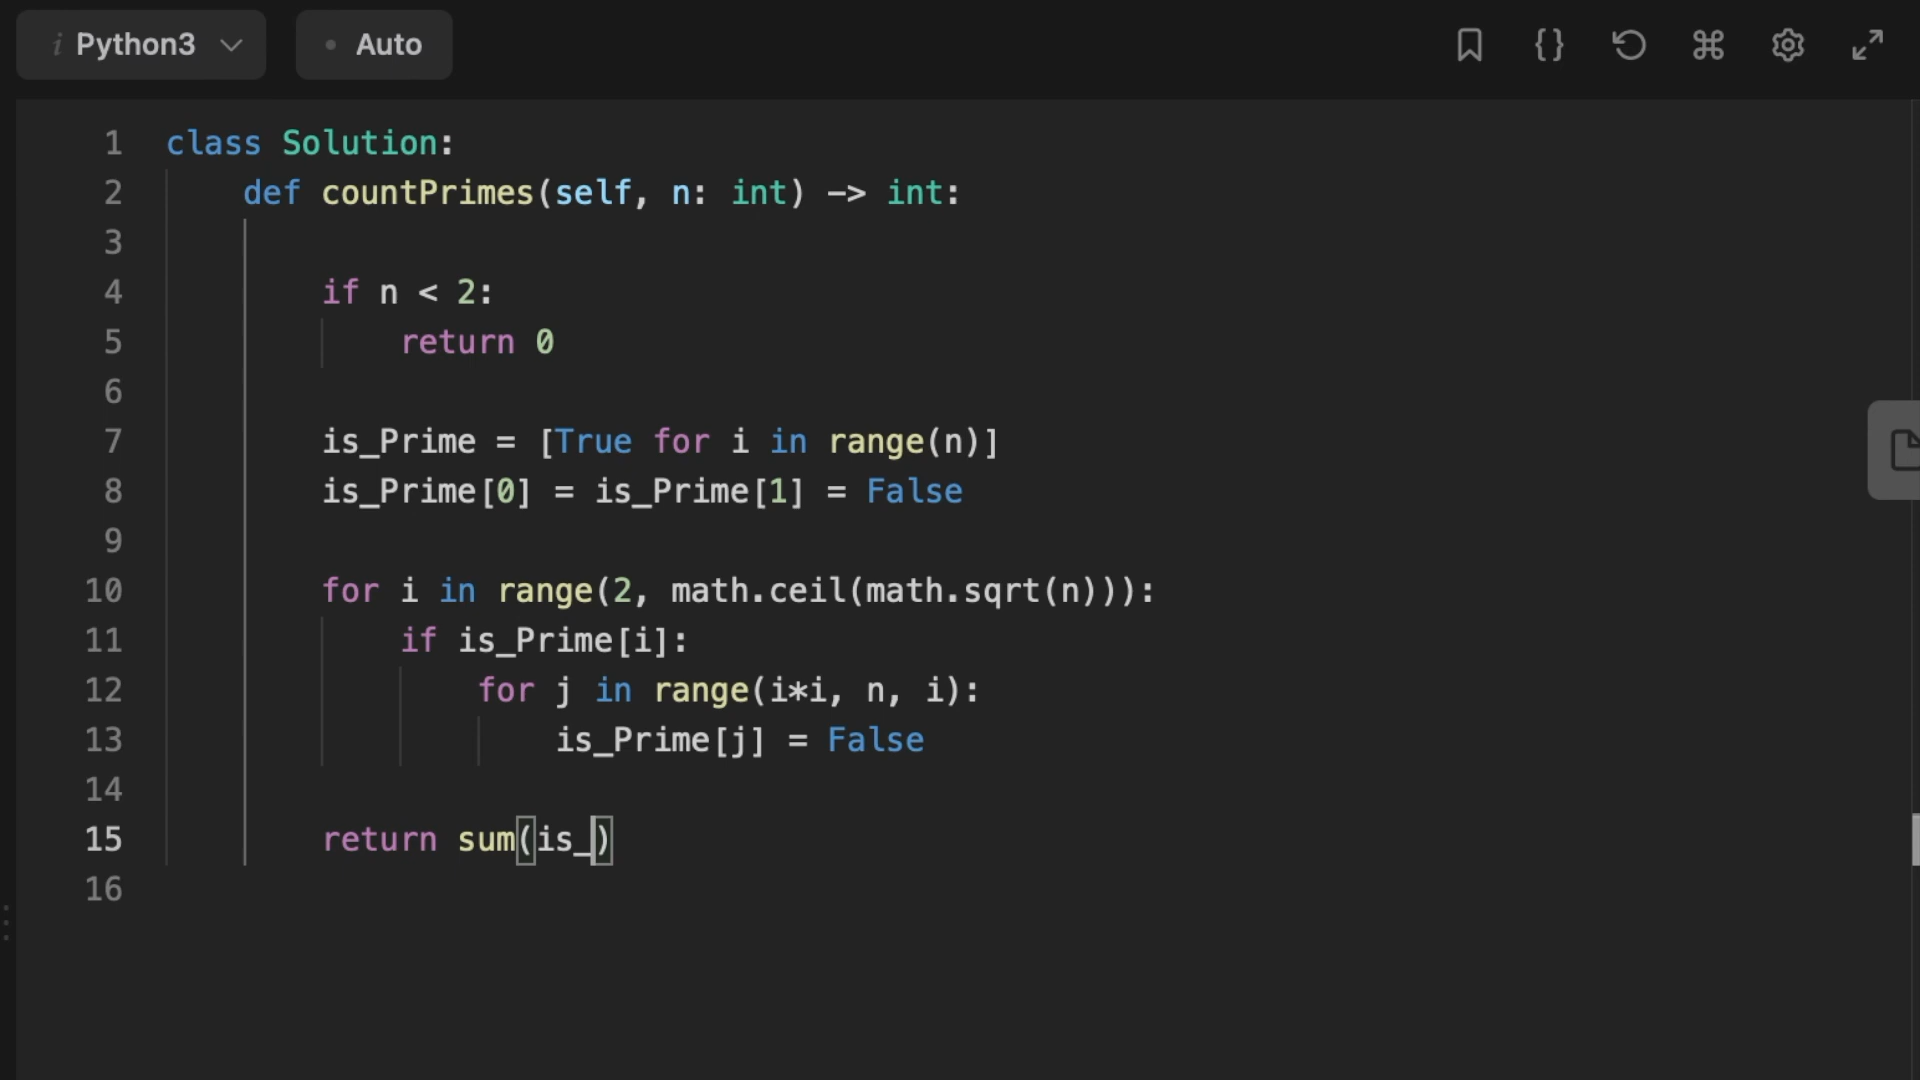 i Python3
Auto
1 class Solution:
2 def countPrimes(self, n: int) -> int:
3
4 if n < 2:
5 return 0
6
7 is_Prime = [True for i in range(n)]
8 is_Prime[0] = is_Prime[1] = False
9
10 for i in range(2, math.ceil(math.sqrt(n))):
11 if is_Prime[i]:
12 for j in range(i*i, n, i):
13 is_Prime[j] = False
14
15 return sum(is_)
16